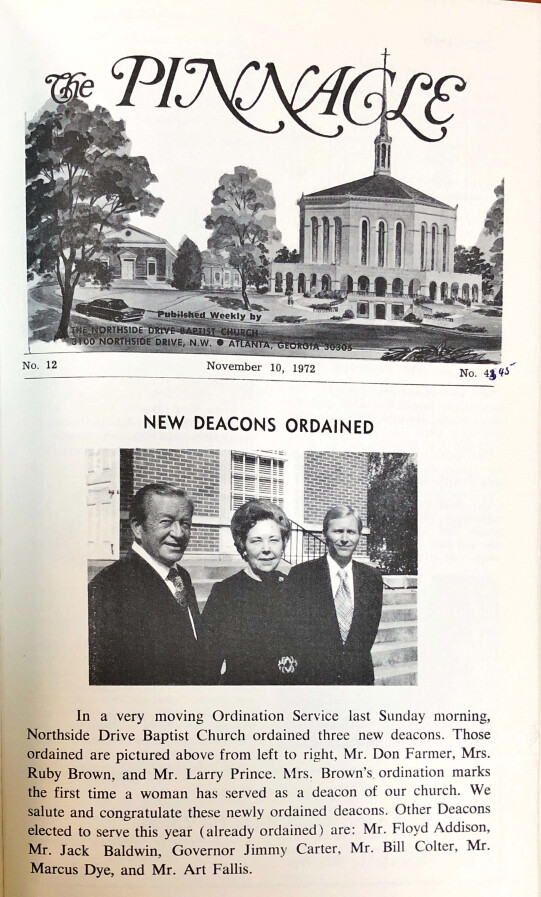 The PINNACLE
Published Weekly by
THE NORTHSIDE DRIVE BAPTIST CHURCH
3100 NORTHSIDE DRIVE, N.W. ● ATLANTA, GEORGIA 30305
No. 12 November 10, 1972 No. 45
NEW DEACONS ORDAINED
In a very moving Ordination Service last Sunday morning,
Northside Drive Baptist Church ordained three new deacons. Those
ordained are pictured above from left to right, Mr. Don Farmer, Mrs.
Ruby Brown, and Mr. Larry Prince. Mrs. Brown's ordination marks
the first time a woman has served as a deacon of our church. We
salute and congratulate these newly ordained deacons. Other Deacons
elected to serve this year (already ordained) are: Mr. Floyd Addison,
Mr. Jack Baldwin, Governor Jimmy Carter, Mr. Bill Colter, Mr.
Marcus Dye, and Mr. Art Fallis.